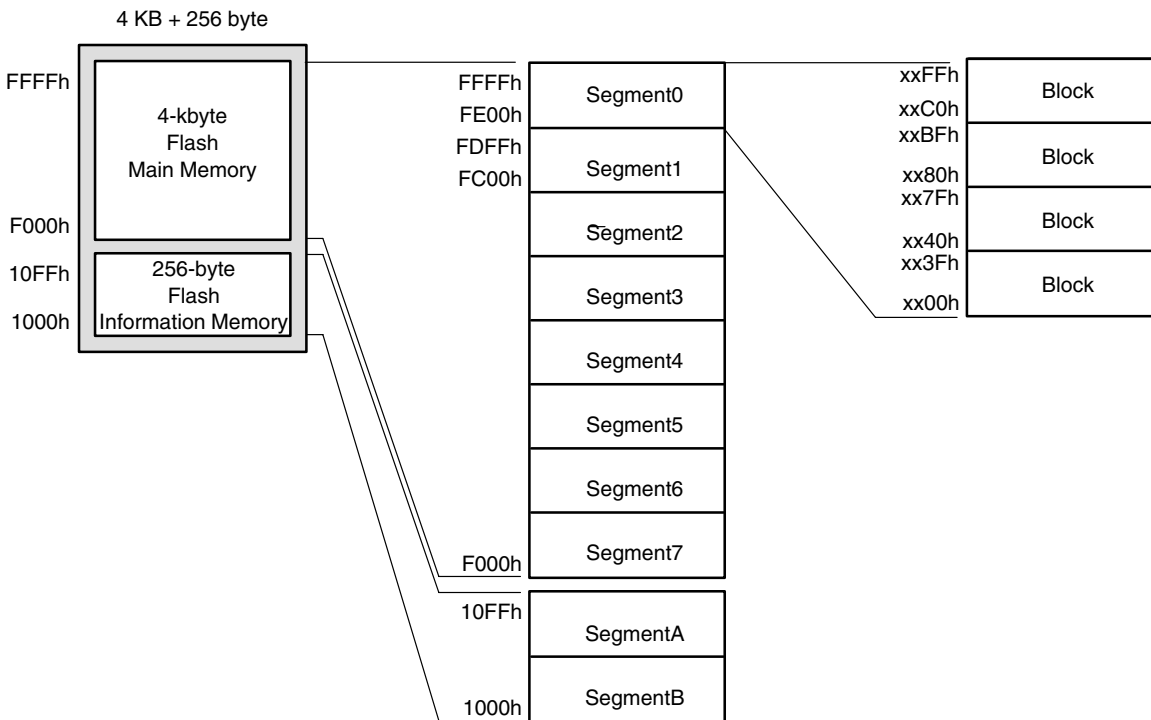 4 KB + 256 byte
FFFFh
4-kbyte
Flash
Main Memory
F000h
10FFh
256-byte
Flash
Information Memory
1000h
FFFFh
Segment0
FE00h
FDFFh
Segment1
FC00h
Segment2
Segment3
Segment4
Segment5
Segment6
Segment7
F000h
10FFh
SegmentA
SegmentB
1000h
xxFFh
Block
xxC0h
xxBFh
Block
xx80h
xx7Fh
Block
xx40h
xx3Fh
Block
xx00h